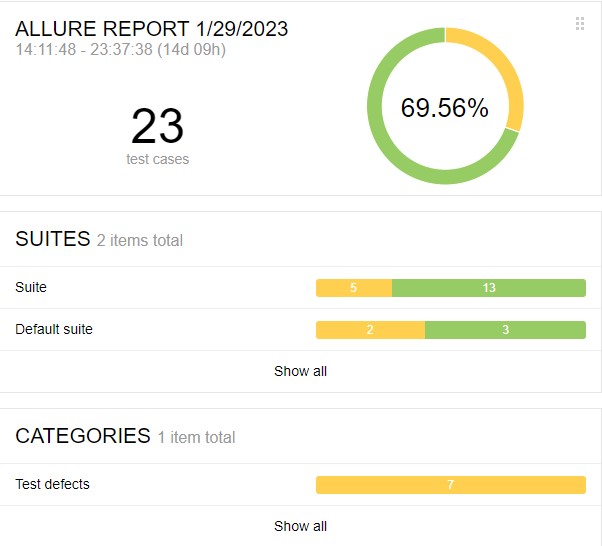 ALLURE REPORT 1/29/2023
14:11:48 - 23:37:38 (14d 09h)
69.56%
23
test cases
SUITES 2 items total
Suite 5 13
Default suite 2 3
Show all
CATEGORIES 1 item total
Test defects 7
Show all